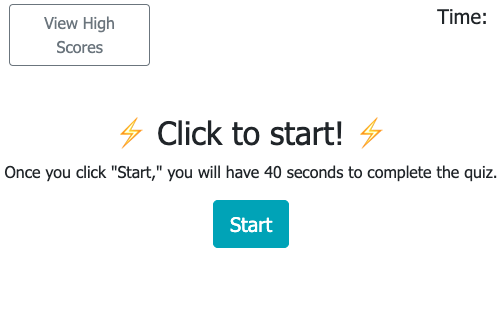 View High
Scores
Time:
⚡ Click to start! ⚡
Once you click "Start," you will have 40 seconds to complete the quiz.
Start